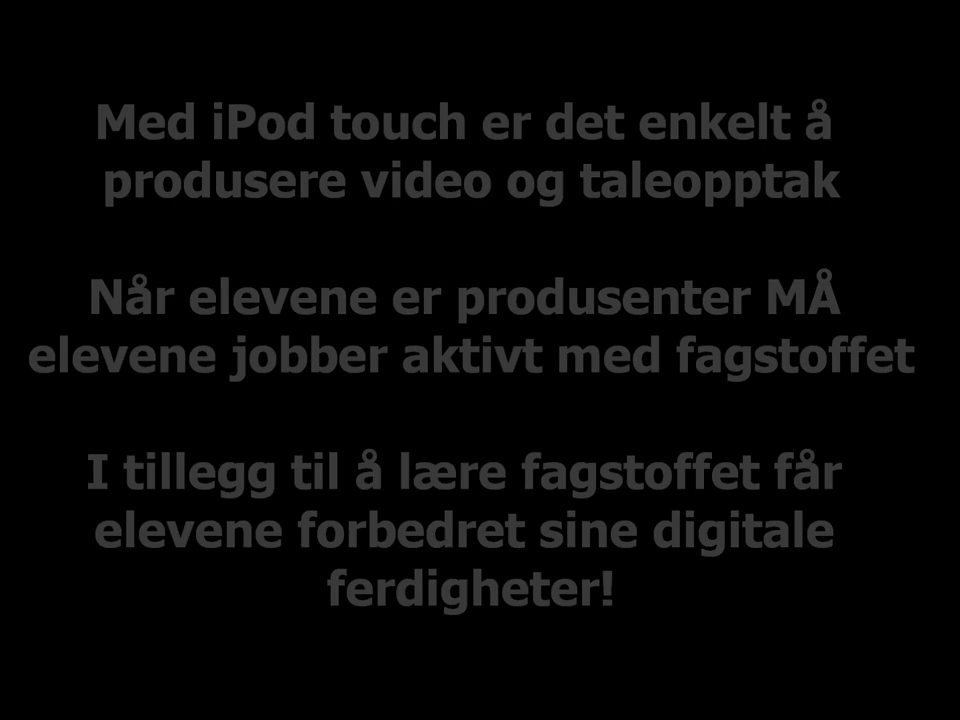 Med iPod touch er det enkelt å
produsere video og taleopptak
Når elevene er produsenter MÅ
elevene jobber aktivt med fagstoffet
I tillegg til å lære fagstoffet får
elevene forbedret sine digitale
ferdigheter!